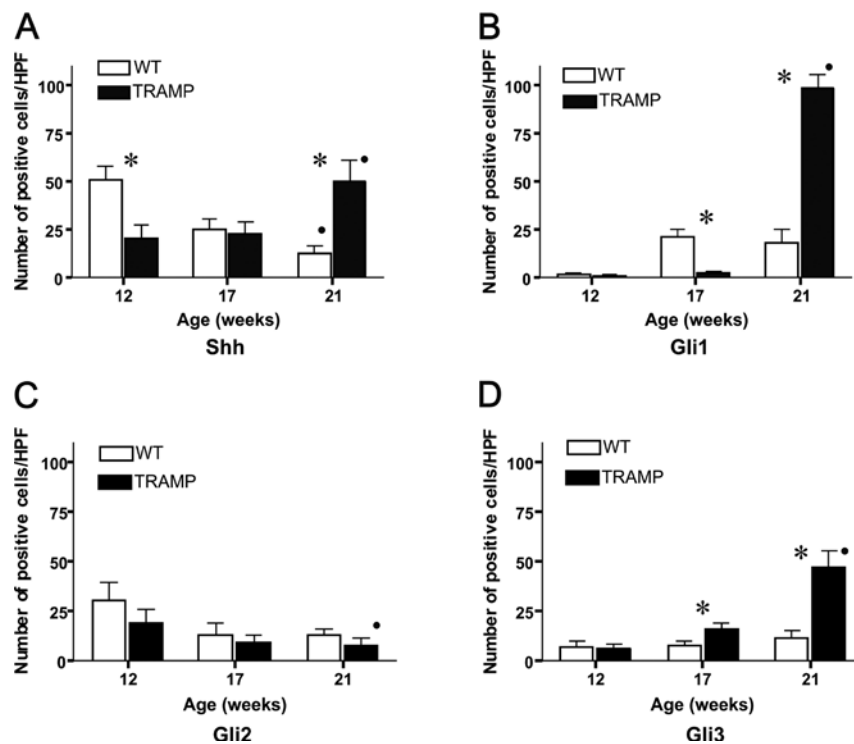 A
Number of positive cells/HPF
WT
TRAMP
100
75
50
25
0
*
*
•
•
12
17
21
Age (weeks)
Shh
B
Number of positive cells/HPF
WT
TRAMP
100
75
50
25
0
*
*
•
12
17
21
Age (weeks)
Gli1
C
Number of positive cells/HPF
WT
TRAMP
100
75
50
25
0
•
12
17
21
Age (weeks)
Gli2
D
Number of positive cells/HPF
WT
TRAMP
100
75
50
25
0
*
*
•
12
17
21
Age (weeks)
Gli3